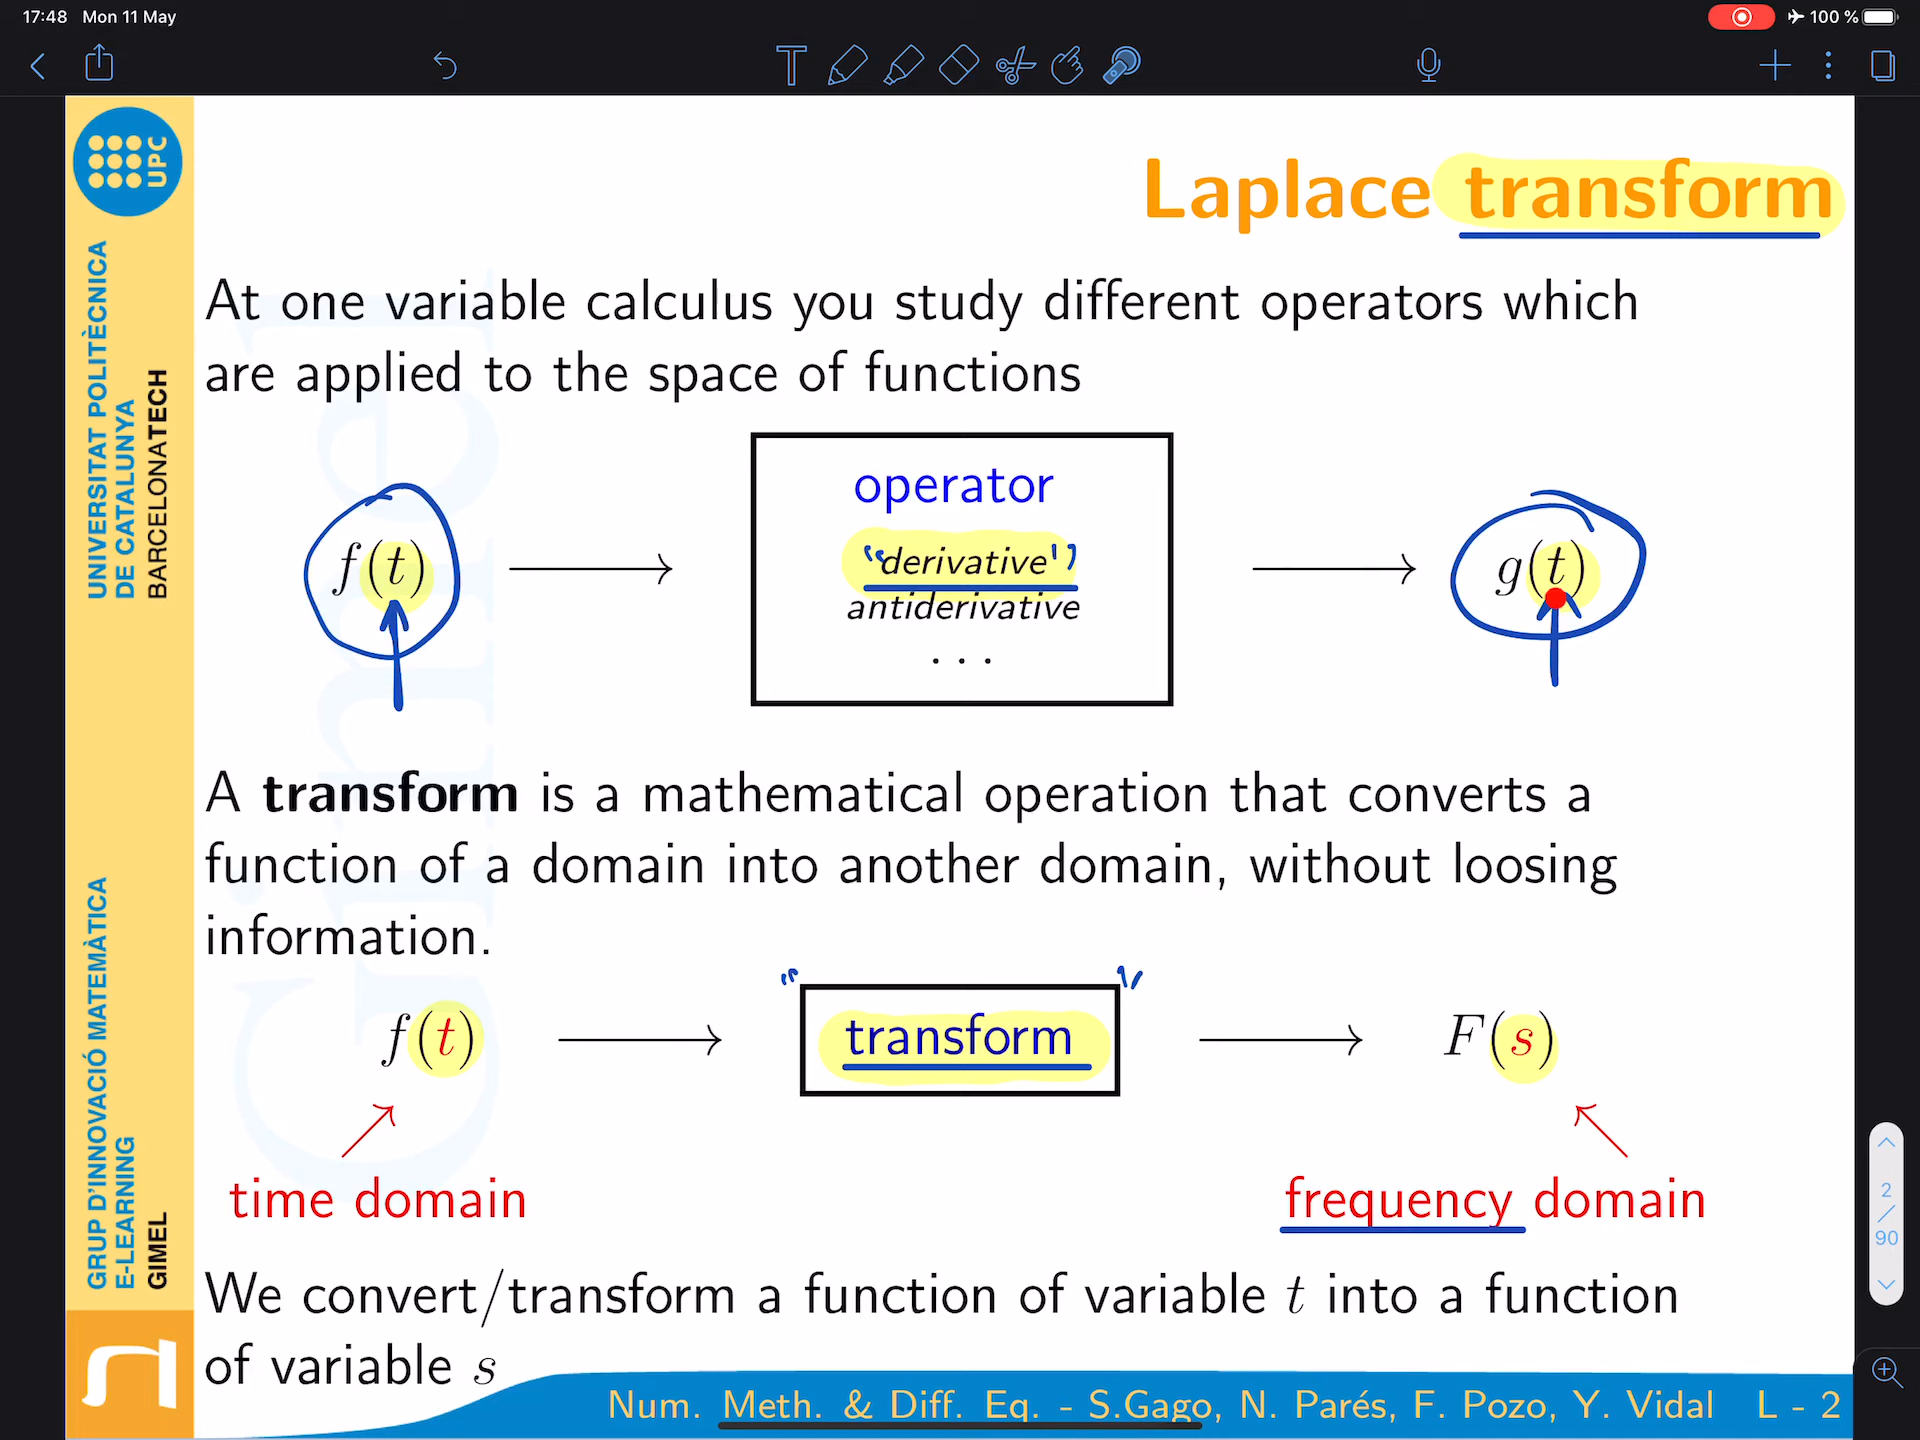 17:48 Mon 11 May
100 %
UPC
UNIVERSITAT POLITÈCNICA
DE CATALUNYA
BARCELONATECH
GRUP D'INNOVACIÓ MATEMÀTICA
E-LEARNING
GIMEL
Gimel
Laplace transform
At one variable calculus you study different operators which
are applied to the space of functions
f(t)
operator
"derivative"
antiderivative
...
g(t)
A transform is a mathematical operation that converts a
function of a domain into another domain, without loosing
information.
f(t)
"transform"
F(s)
time domain
frequency domain
We convert/transform a function of variable t into a function
of variable s
Num. Meth. & Diff. Eq. - S.Gago, N. Parés, F. Pozo, Y. Vidal L - 2
2
/
90